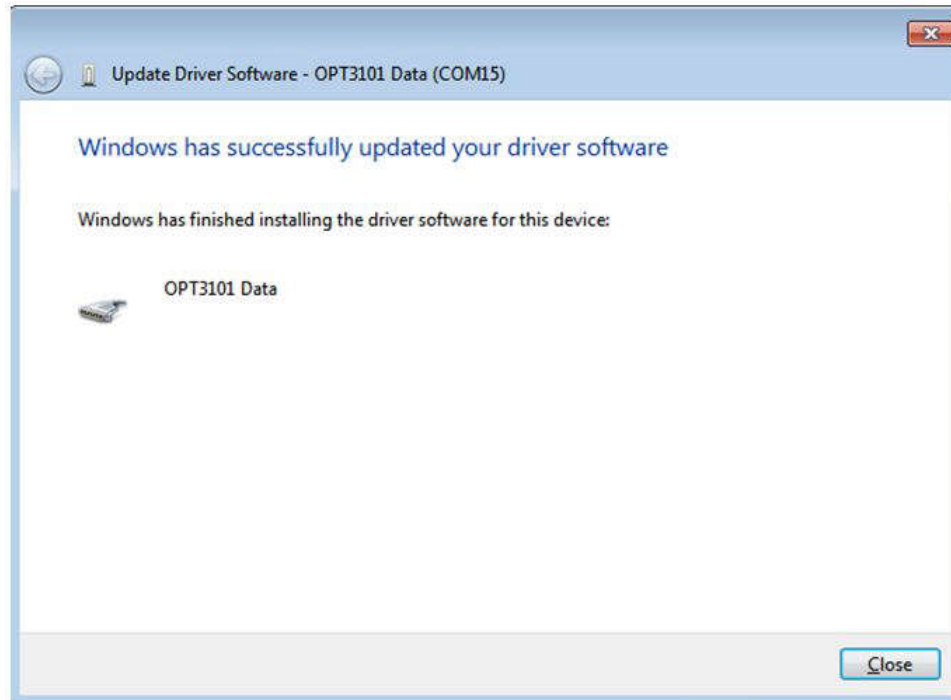 Update Driver Software - OPT3101 Data (COM15)
Windows has successfully updated your driver software
Windows has finished installing the driver software for this device:
OPT3101 Data
Close